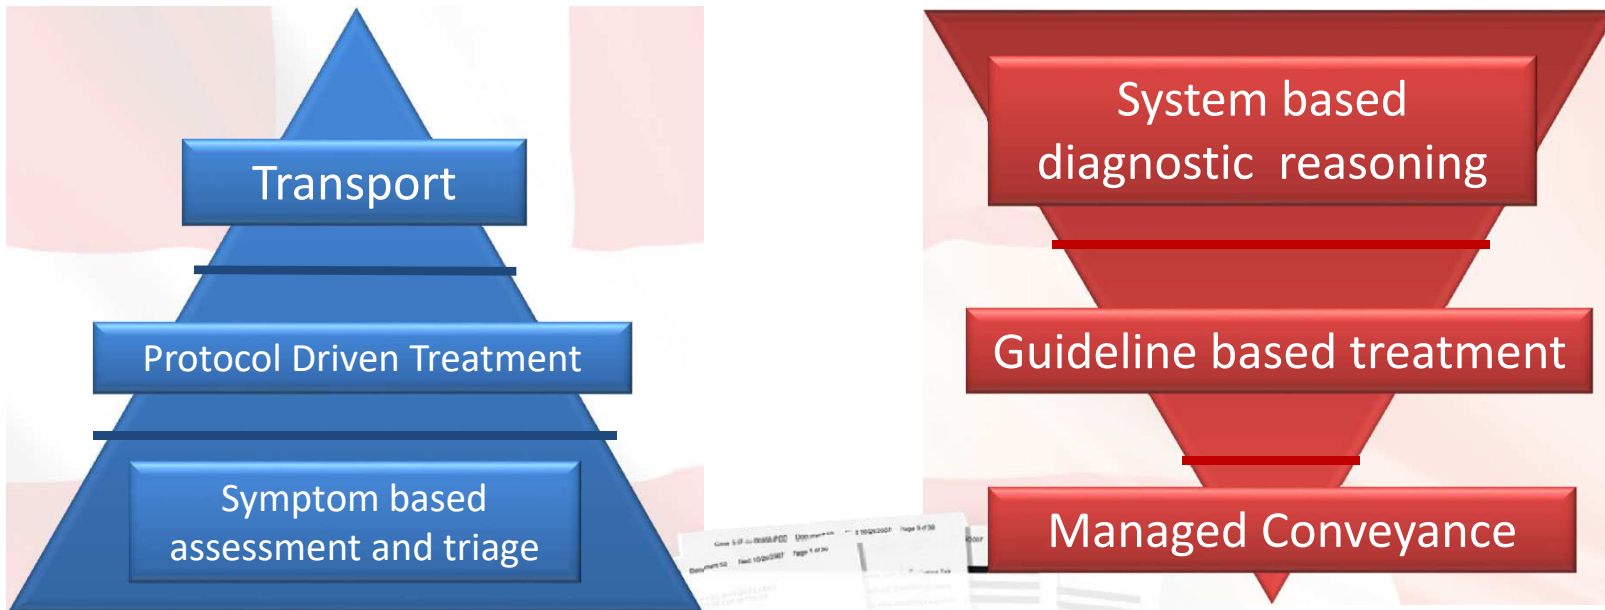 Transport
Protocol Driven Treatment
Symptom based
assessment and triage
System based
diagnostic  reasoning
Guideline based treatment
Managed Conveyance